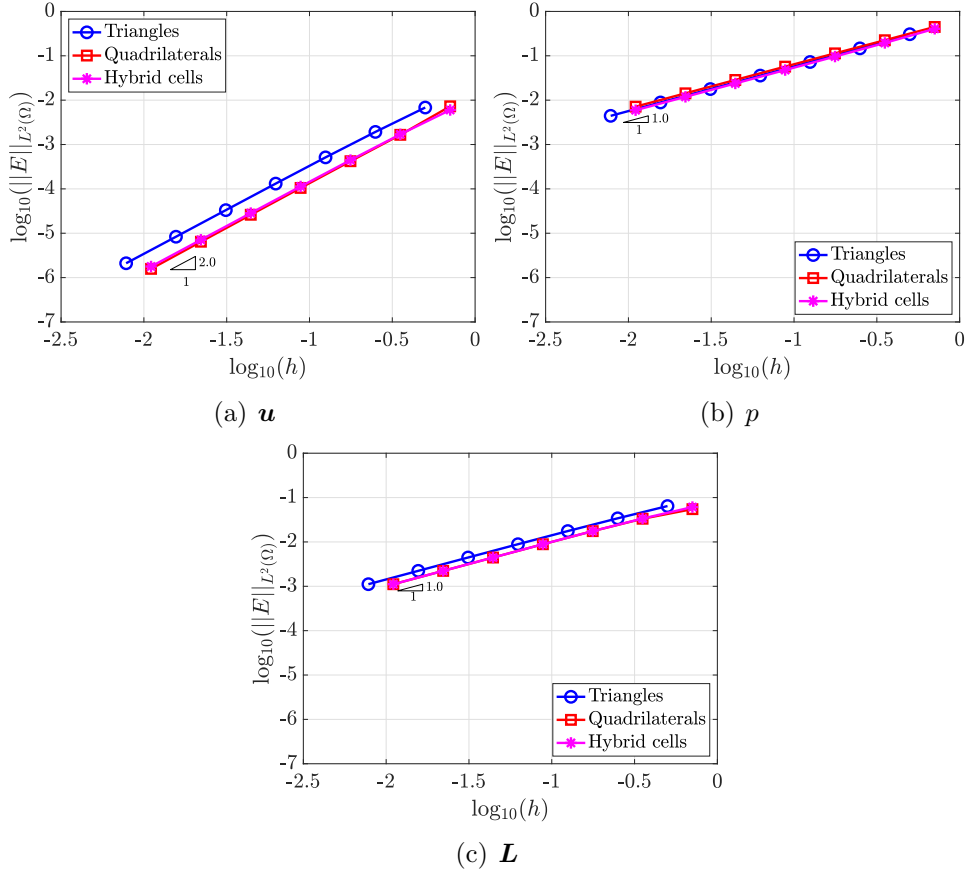 Triangles
Quadrilaterals
Hybrid cells
0
-1
-2
-3
-4
-5
-6
-7
2.0
1
-2.5
-2
-1.5
-1
-0.5
0
log10(h)
log10(||E||L2(Ω))
(a) u
0
-1
-2
-3
-4
-5
-6
-7
1.0
1
Triangles
Quadrilaterals
Hybrid cells
-2.5
-2
-1.5
-1
-0.5
0
log10(h)
log10(||E||L2(Ω))
(b) p
0
-1
-2
-3
-4
-5
-6
-7
1.0
1
Triangles
Quadrilaterals
Hybrid cells
-2.5
-2
-1.5
-1
-0.5
0
log10(h)
log10(||E||L2(Ω))
(c) L